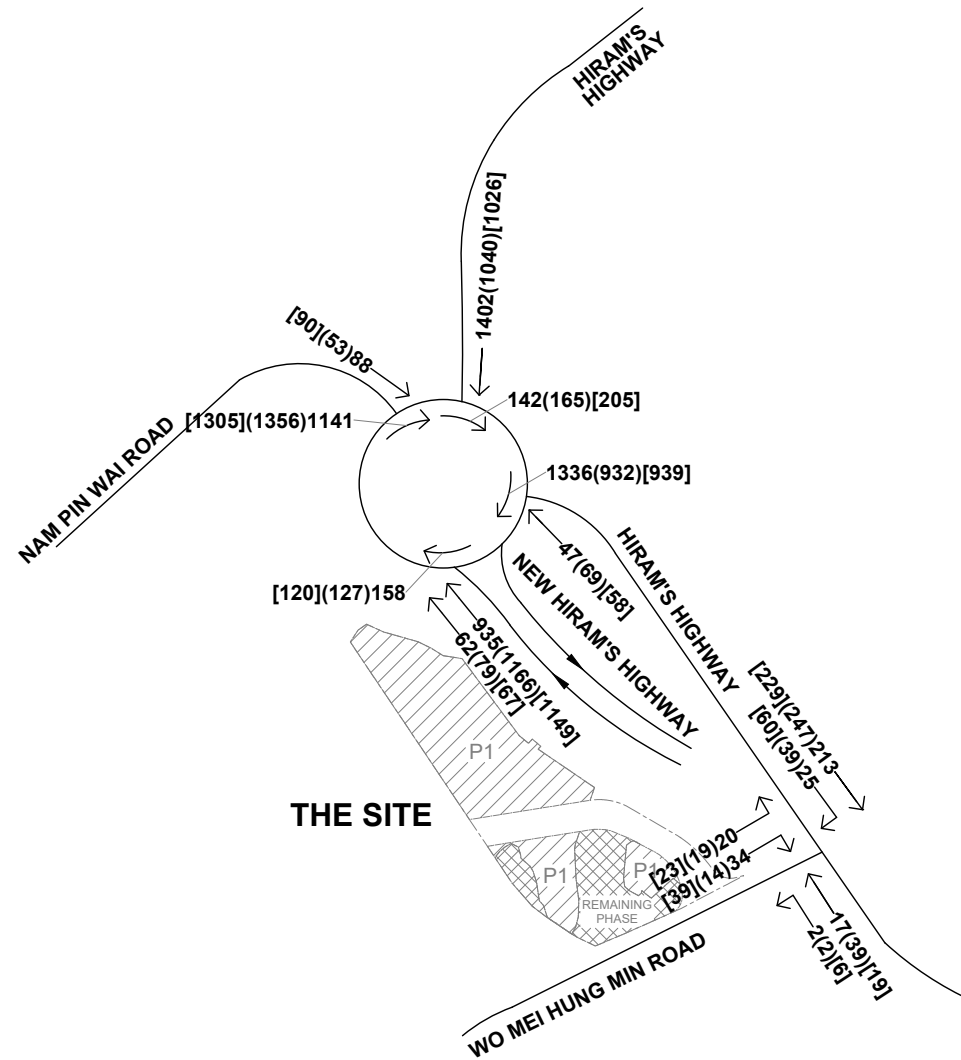 HIRAM'S
HIGHWAY
1402(1040)[1026]
[90](53)88
142(165)[205]
[1305](1356)1141
NAM PIN WAI ROAD
1336(932)[939]
47(69)[58]
HIRAM'S HIGHWAY
NEW HIRAM'S HIGHWAY
[120](127)158
935(1166)[1149]
62(79)[67]
[229](247)213
[60](39)25
P1
THE SITE
[23](19)20
[39](14)34
P1
P1
REMAINING
PHASE
17(39)[19]
2(2)[6]
WO MEI HUNG MIN ROAD